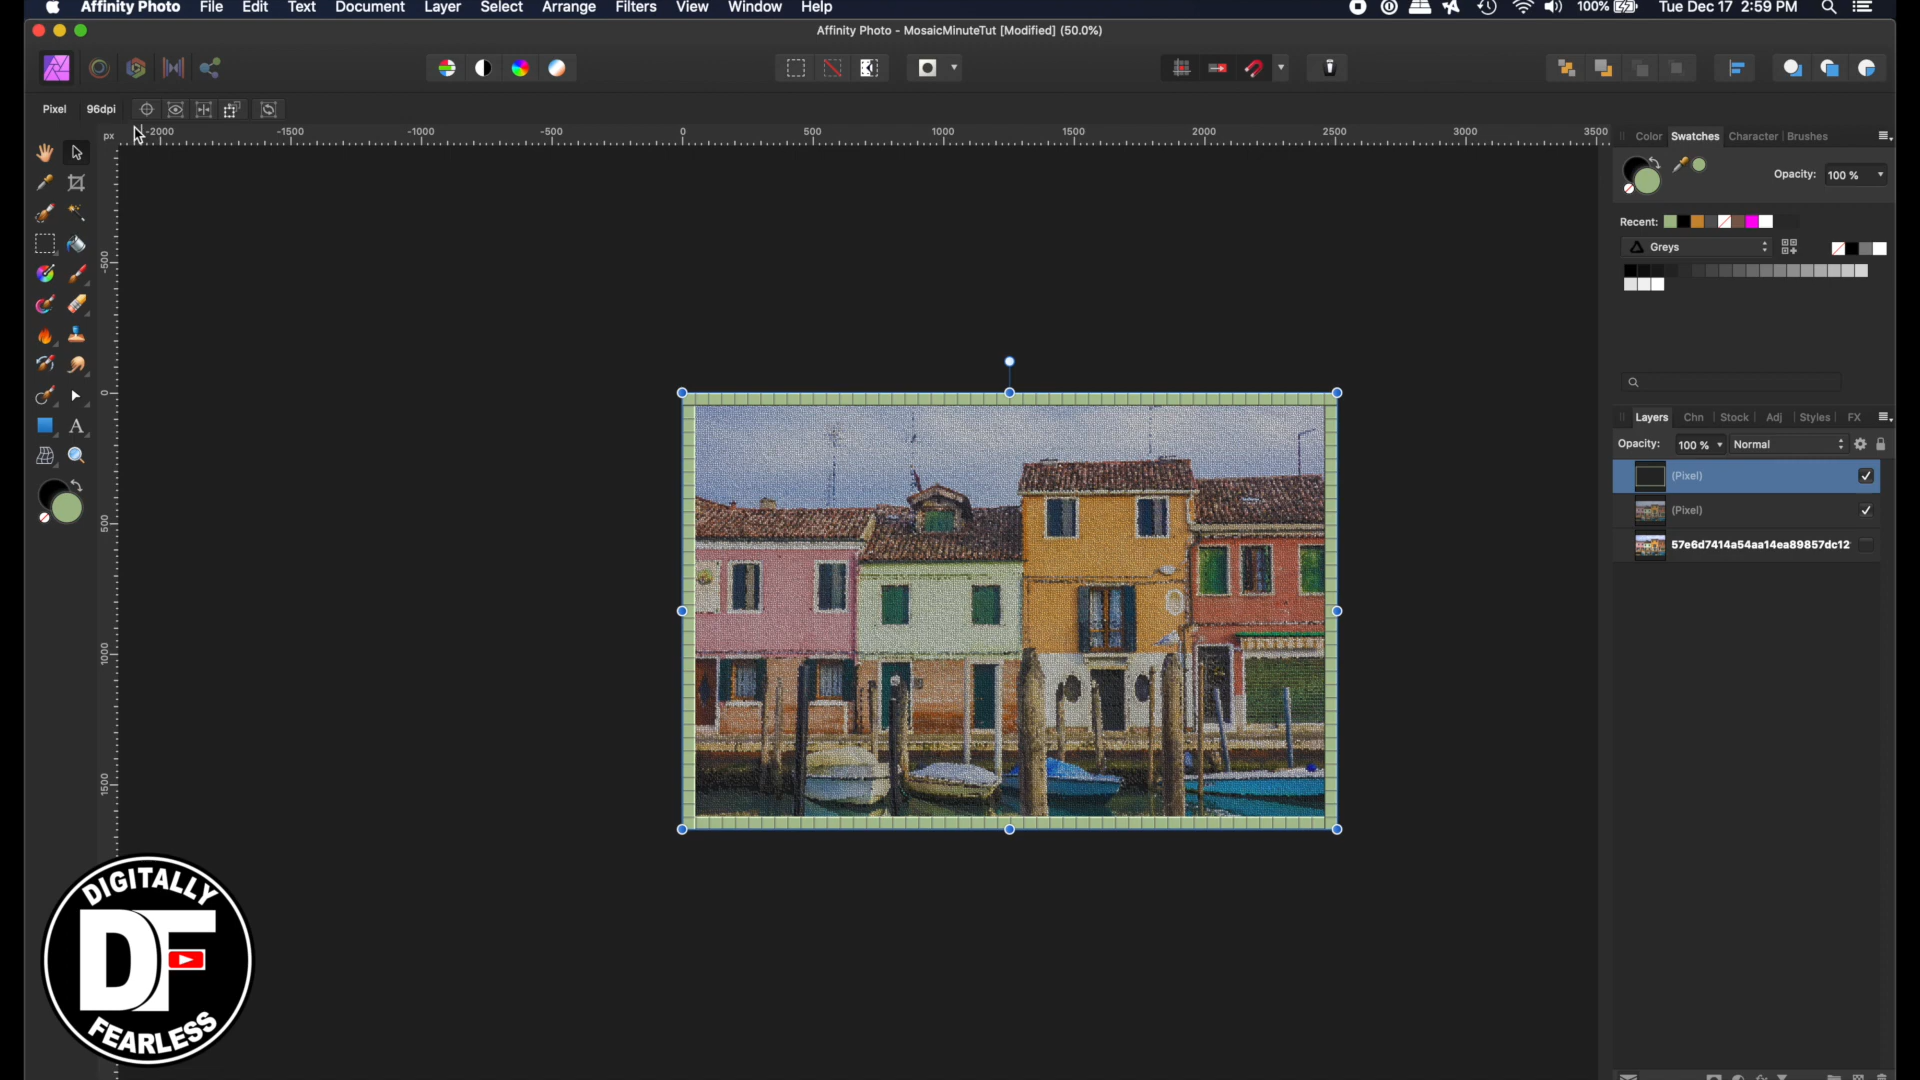 Affinity Photo File Edit Text Document Layer Select Arrange Filters View Window Help 100% Tue Dec 17 2:59 PM
Affinity Photo - MosaicMinuteTut [Modified] (50.0%)
Pixel 96dpi
px -2000 -1500 -1000 -500 0 500 1000 1500 2000 2500 3000 3500
-500
0
500
1000
1500
Color Swatches Character Brushes
Opacity: 100 %
Recent:
Greys
Layers Chn Stock Adj Styles FX
Opacity: 100 % Normal
(Pixel)
(Pixel)
57e6d7414a54aa14ea89857dc12
DIGITALLY
DF
FEARLESS